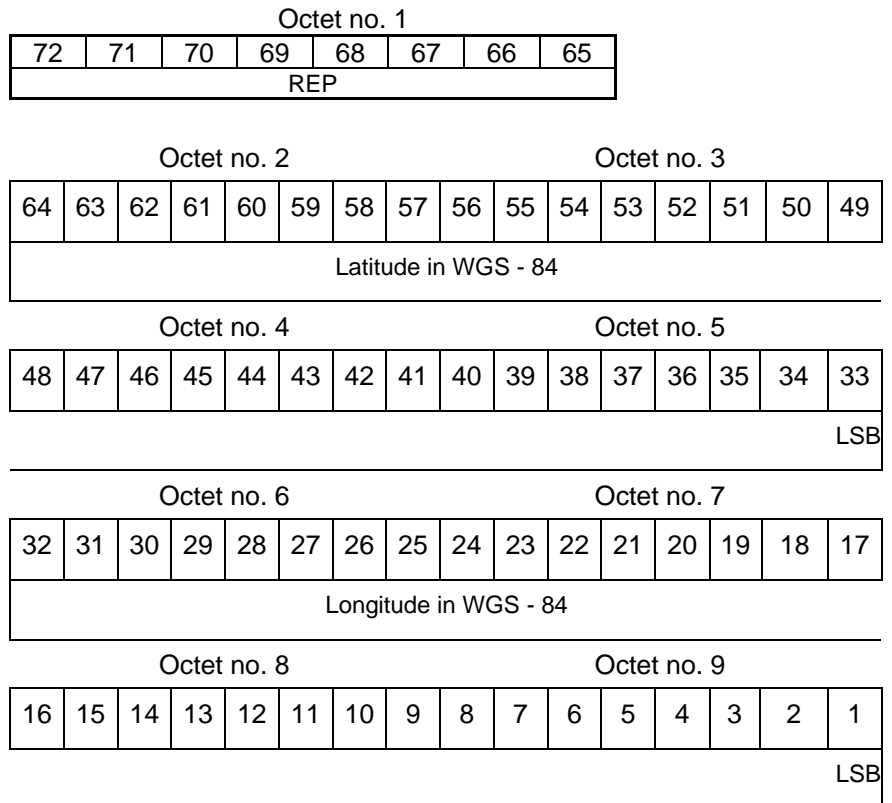 Octet no. 1
72 71 70 69 68 67 66 65
REP
Octet no. 2 Octet no. 3
64 63 62 61 60 59 58 57 56 55 54 53 52 51 50 49
Latitude in WGS - 84
Octet no. 4 Octet no. 5
48 47 46 45 44 43 42 41 40 39 38 37 36 35 34 33
LSB
Octet no. 6 Octet no. 7
32 31 30 29 28 27 26 25 24 23 22 21 20 19 18 17
Longitude in WGS - 84
Octet no. 8 Octet no. 9
16 15 14 13 12 11 10 9 8 7 6 5 4 3 2 1
LSB